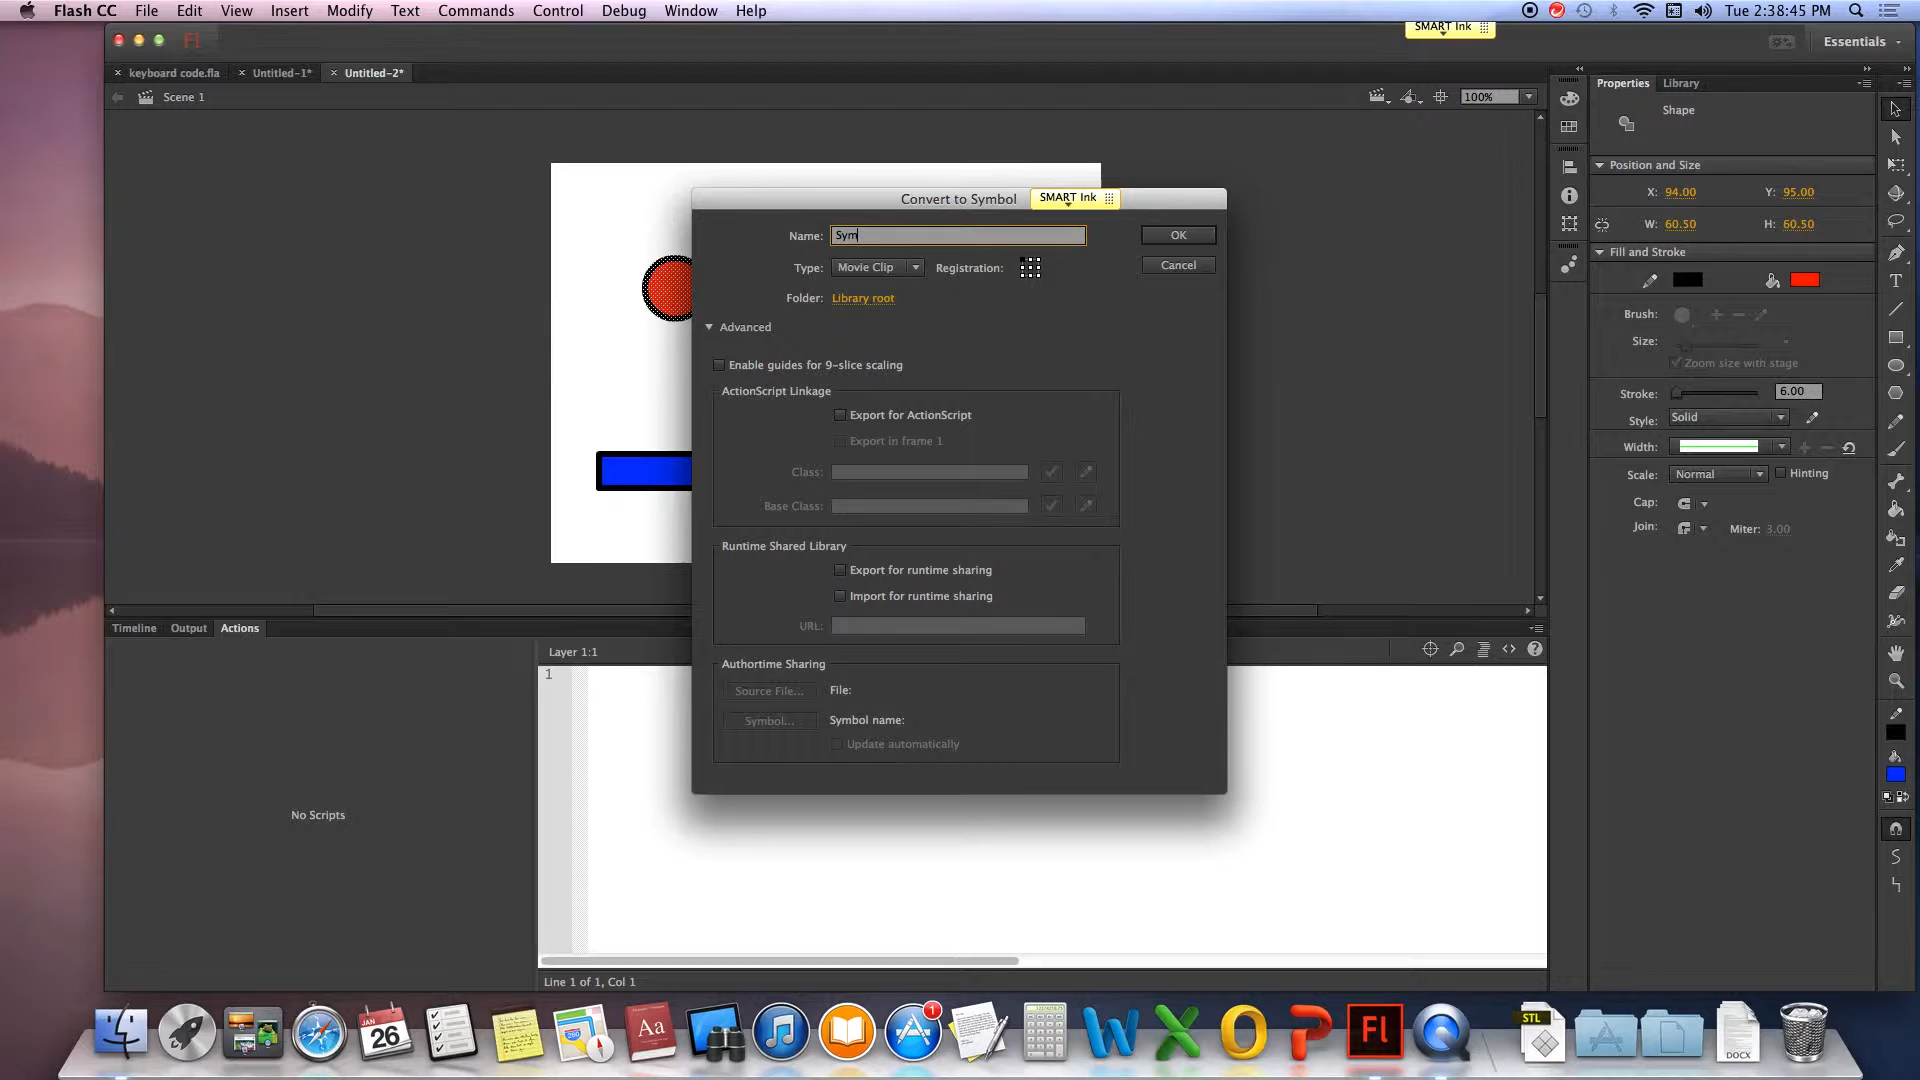 Flash CC File Edit View Insert Modify Text Commands Control Debug Window Help Tue 2:38:45 PM
SMART Ink
Fl Essentials
keyboard code.fla Untitled-1* Untitled-2*
Scene 1 100%
Properties Library
Shape
Position and Size
X: 94.00 Y: 95.00
W: 60.50 H: 60.50
Fill and Stroke
Brush:
Size:
Zoom size with stage
Stroke: 6.00
Style: Solid
Width:
Scale: Normal Hinting
Cap:
Join: Miter: 3.00
Convert to Symbol SMART Ink
Name: Sym OK
Type: Movie Clip Registration: Cancel
Folder: Library root
Advanced
Enable guides for 9-slice scaling
ActionScript Linkage
Export for ActionScript
Export in frame 1
Class:
Base Class:
Runtime Shared Library
Export for runtime sharing
Import for runtime sharing
URL:
Authortime Sharing
Source File... File:
Symbol... Symbol name:
Update automatically
Timeline Output Actions
Layer 1:1
1
No Scripts
Line 1 of 1, Col 1
JAN
26
Aa
1
W X O P Fl
STL
DOCX